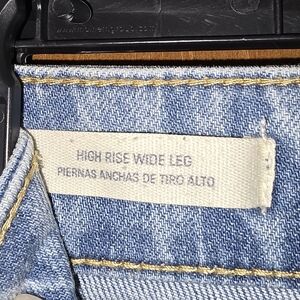 HIGH RISE WIDE LEG
PIERNAS ANCHAS DE TIRO ALTO